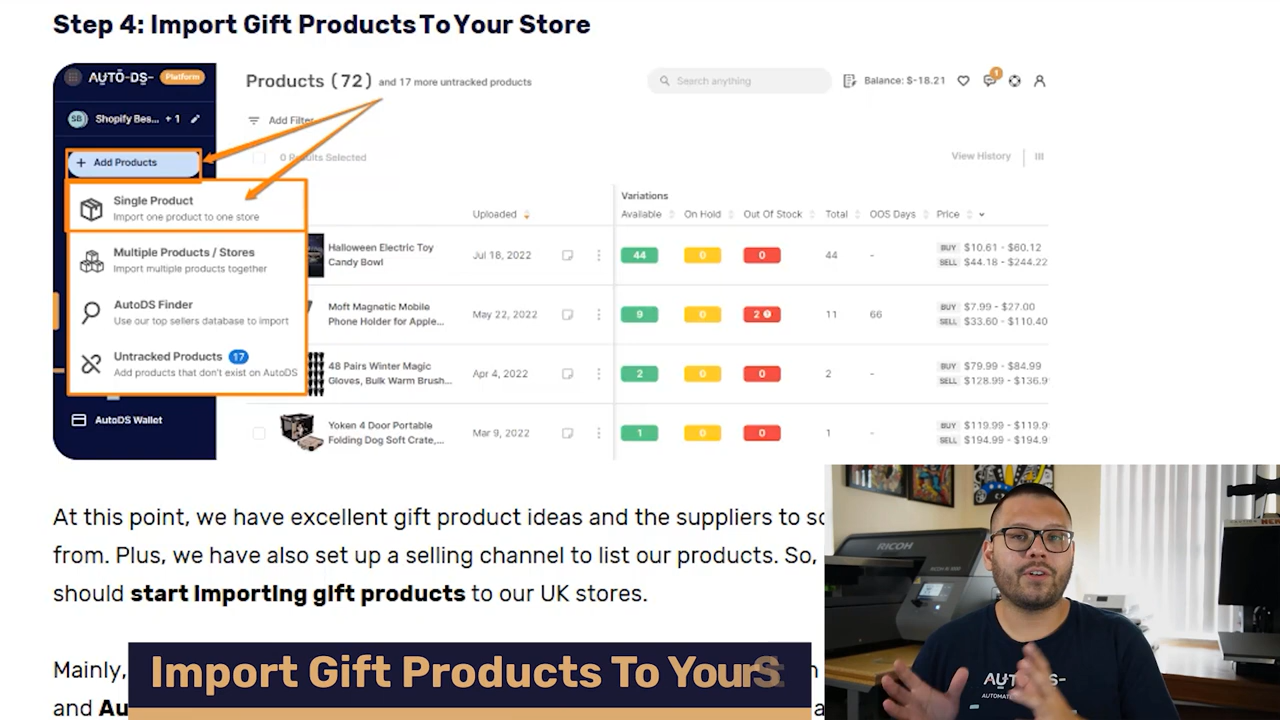 Step 4: Import Gift Products To Your Store
AUTO-DS- Platform
Products (72) and 17 more untracked products
Search anything
Balance: $-18.21
1
SB Shopify Bes... + 1
Add Filter
+ Add Products
0 Results Selected
View History
Single Product
Import one product to one store
Variations
Uploaded
Available
On Hold
Out Of Stock
Total
OOS Days
Price
Multiple Products / Stores
Import multiple products together
Halloween Electric Toy
Candy Bowl
Jul 18, 2022
44
0
0
44
-
BUY $10.61 - $60.12
SELL $44.18 - $244.22
AutoDS Finder
Use our top sellers database to import
Moft Magnetic Mobile
Phone Holder for Apple...
May 22, 2022
9
0
2
11
66
BUY $7.99 - $27.00
SELL $33.60 - $110.40
Untracked Products 17
Add products that don't exist on AutoDS
48 Pairs Winter Magic
Gloves, Bulk Warm Brush...
Apr 4, 2022
2
0
0
2
-
BUY $79.99 - $84.99
SELL $128.99 - $136.9
AutoDS Wallet
Yoken 4 Door Portable
Folding Dog Soft Crate,...
Mar 9, 2022
1
0
0
1
-
BUY $119.99 - $119.9
SELL $194.99 - $194.9
At this point, we have excellent gift product ideas and the suppliers to so
from. Plus, we have also set up a selling channel to list our products. So,
should start importing gift products to our UK stores.
Mainly,
and Au
Import Gift Products To Your S
RICOH
AUTO-DS-